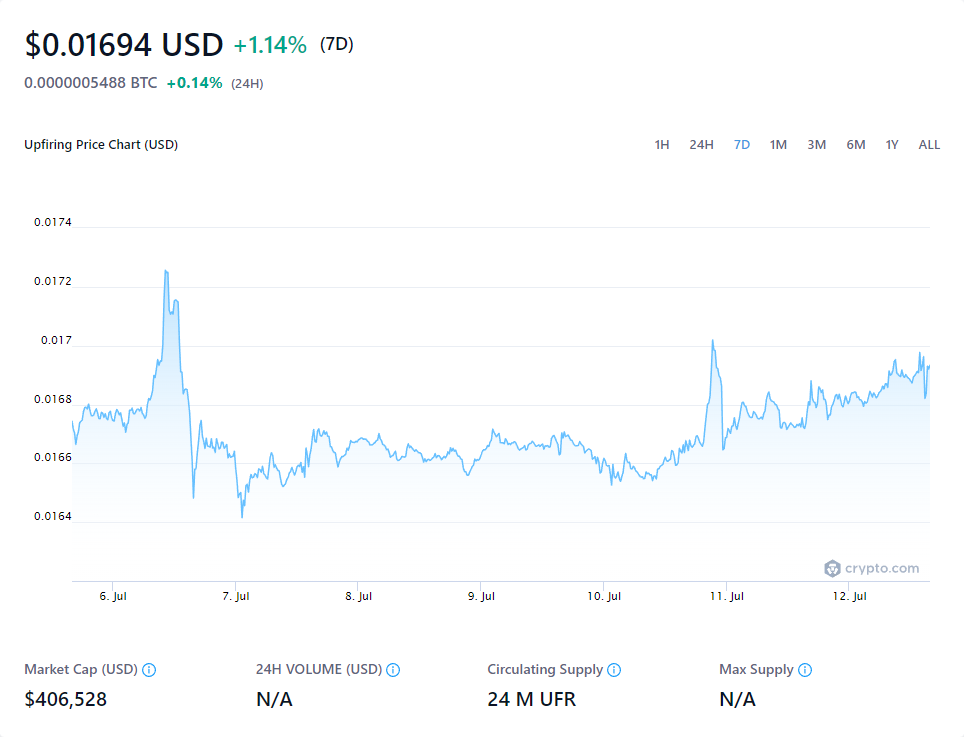 $0.01694 USD +1.14% (7D)
0.0000005488 BTC +0.14% (24H)
Upfiring Price Chart (USD) 1H 24H 7D 1M 3M 6M 1Y ALL
0.0174
0.0172
0.017
0.0168
0.0166
0.0164
crypto.com
6. Jul 7. Jul 8. Jul 9. Jul 10. Jul 11. Jul 12. Jul
Market Cap (USD) 24H VOLUME (USD) Circulating Supply Max Supply
$406,528 N/A 24 M UFR N/A